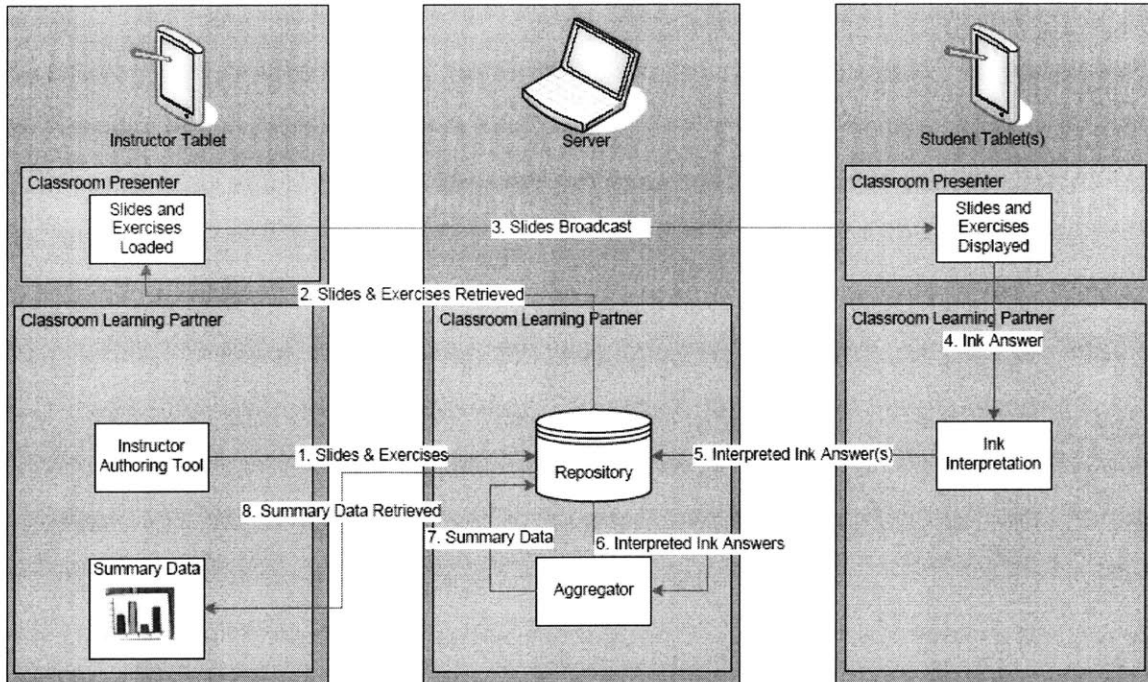 Instructor Tablet
Server
Student Tablet(s)
Classroom Presenter
Slides and
Exercises
Loaded
3. Slides Broadcast
Classroom Presenter
Slides and
Exercises
Displayed
2. Slides & Exercises Retrieved
Classroom Learning Partner
Classroom Learning Partner
Classroom Learning Partner
4. Ink Answer
Instructor
Authoring Tool
1. Slides & Exercises
Repository
5. Interpreted Ink Answer(s)
Ink
Interpretation
8. Summary Data Retrieved
7. Summary Data
6. Interpreted Ink Answers
Summary Data
Aggregator